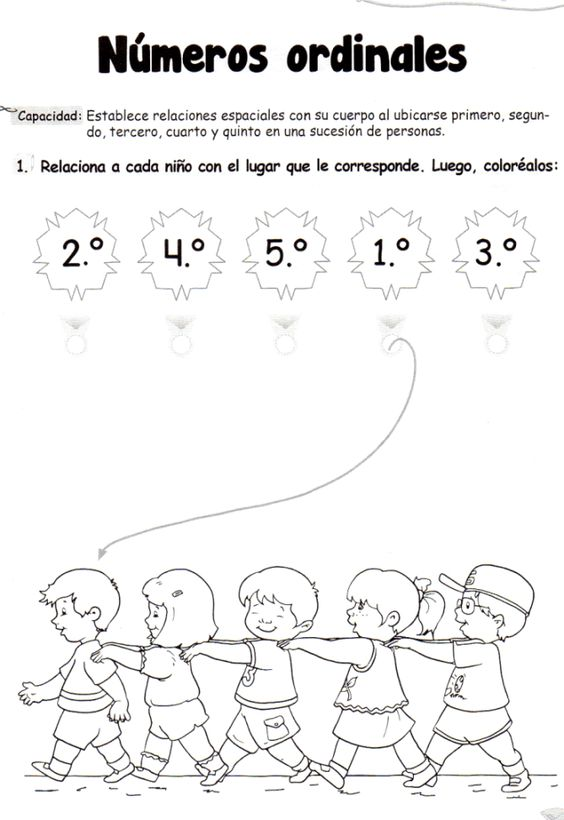 Números ordinales
Capacidad: Establece relaciones espaciales con su cuerpo al ubicarse primero, segun-
do, tercero, cuarto y quinto en una sucesión de personas.
1. Relaciona a cada niño con el lugar que le corresponde. Luego, coloréalos:
2.º 4.º 5.º 1.º 3.º